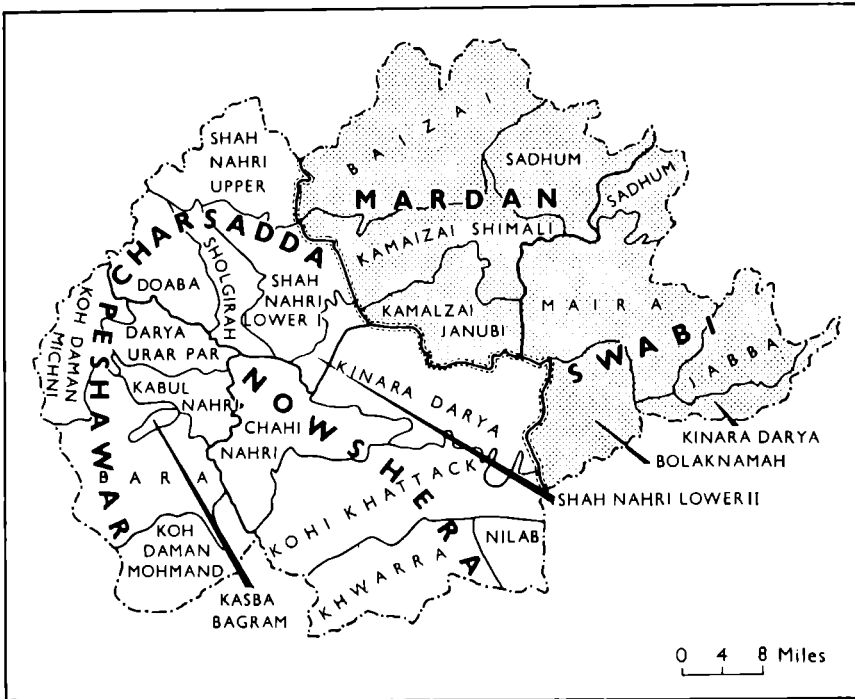 BAIZAI
SHAH
NAHRI
UPPER
SADHUM
SADHUM
MARDAN
CHARSADDA
KAMAIZAI SHIMALI
SHOLGIRAH
DOABA
SHAH
NAHRI
LOWER I
KAMALZAI
JANUBI
MAIRA
KOH DAMAN
MICHNI
PESHAWAR
DARYA
URAR PAR
SWABI
JABBA
KINARA DARYA
KABUL
NAHRI
NOWSHERA
CHAHI
NAHRI
KINARA DARYA
BOLAKNAMAH
BARA
KOHI KHATTACK
SHAH NAHRI LOWER II
KOH
DAMAN
MOHMAND
NILAB
KHWARRA
KASBA
BAGRAM
0 4 8 Miles